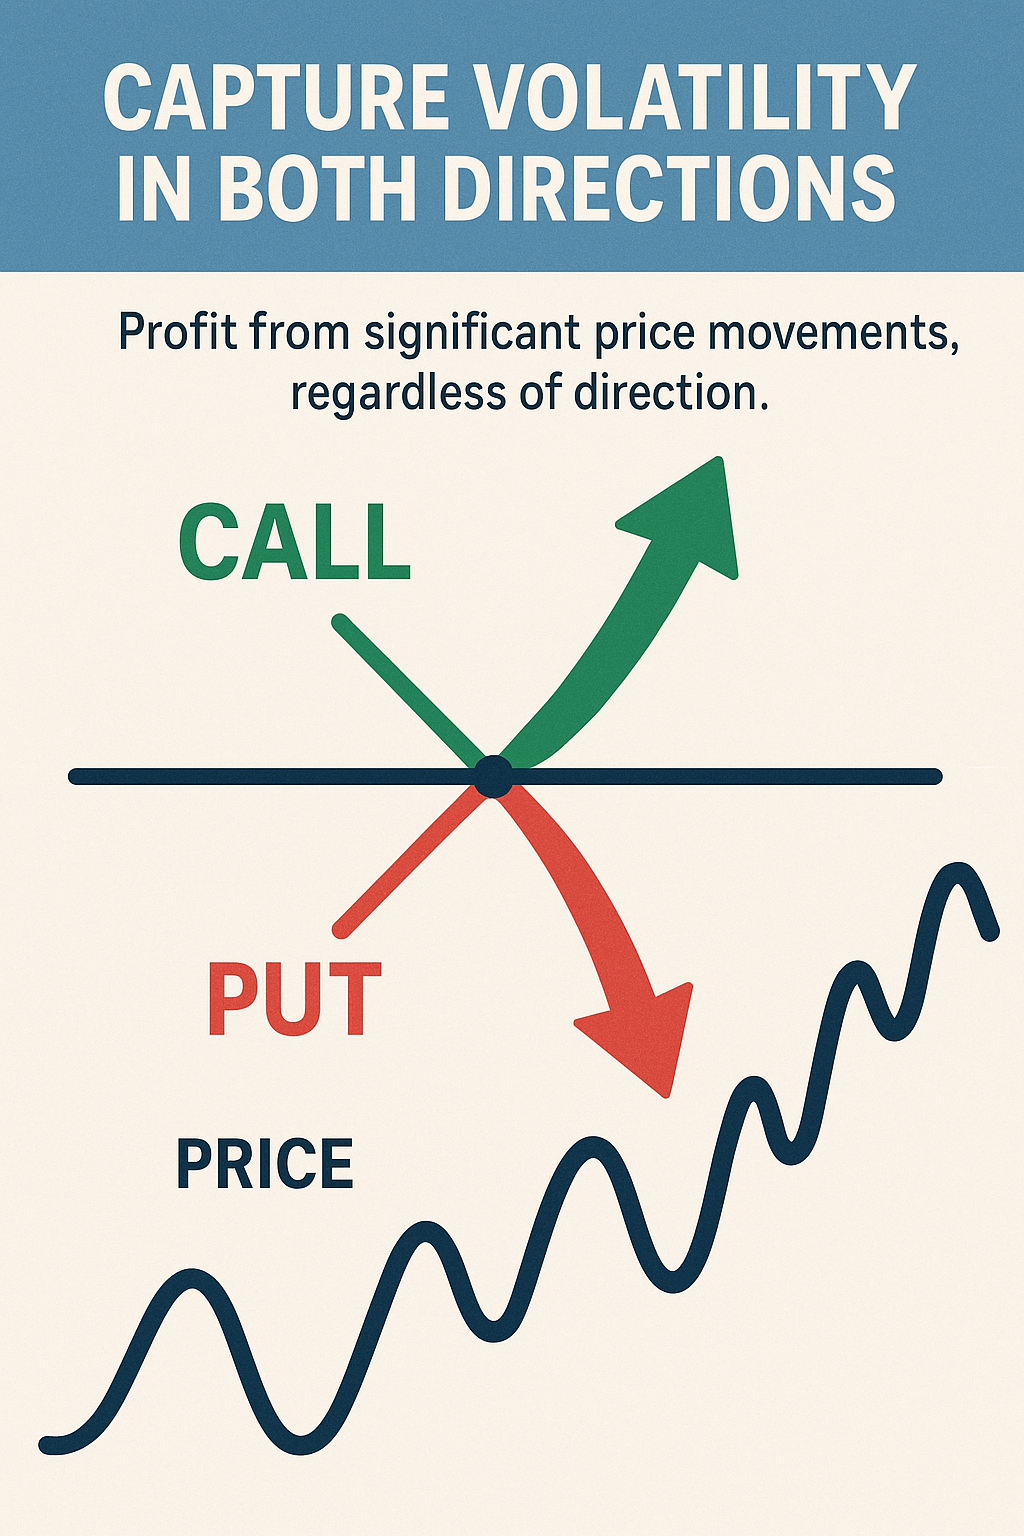 CAPTURE VOLATILITY
IN BOTH DIRECTIONS
Profit from significant price movements,
regardless of direction.
CALL
PUT
PRICE